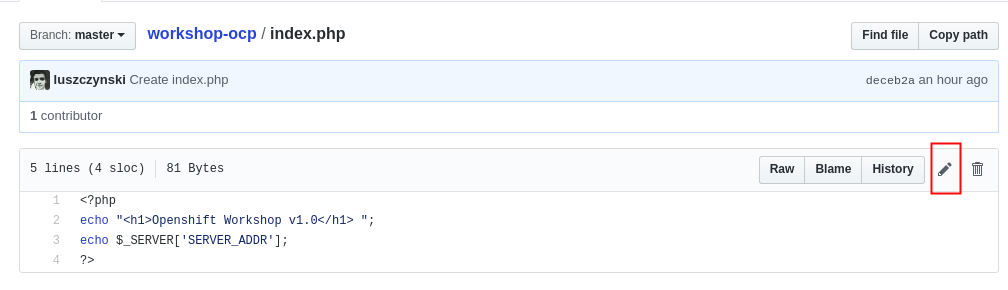 Branch: master
workshop-ocp / index.php
Find file
Copy path
luszczynski Create index.php
deceb2a an hour ago
1 contributor
5 lines (4 sloc)
81 Bytes
Raw
Blame
History
1 <?php
2 echo "<h1>Openshift Workshop v1.0</h1> ";
3 echo $_SERVER['SERVER_ADDR'];
4 ?>